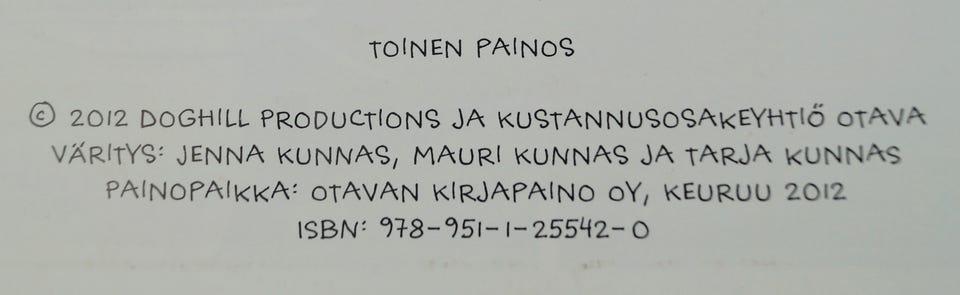 TOINEN PAINOS
© 2012 DOGHILL PRODUCTIONS JA KUSTANNUSOSAKEYHTIÖ OTAVA
VÄRITYS: JENNA KUNNAS, MAURI KUNNAS JA TARJA KUNNAS
PAINOPAIKKA: OTAVAN KIRJAPAINO OY, KEURUU 2012
ISBN: 978-951-1-25542-0